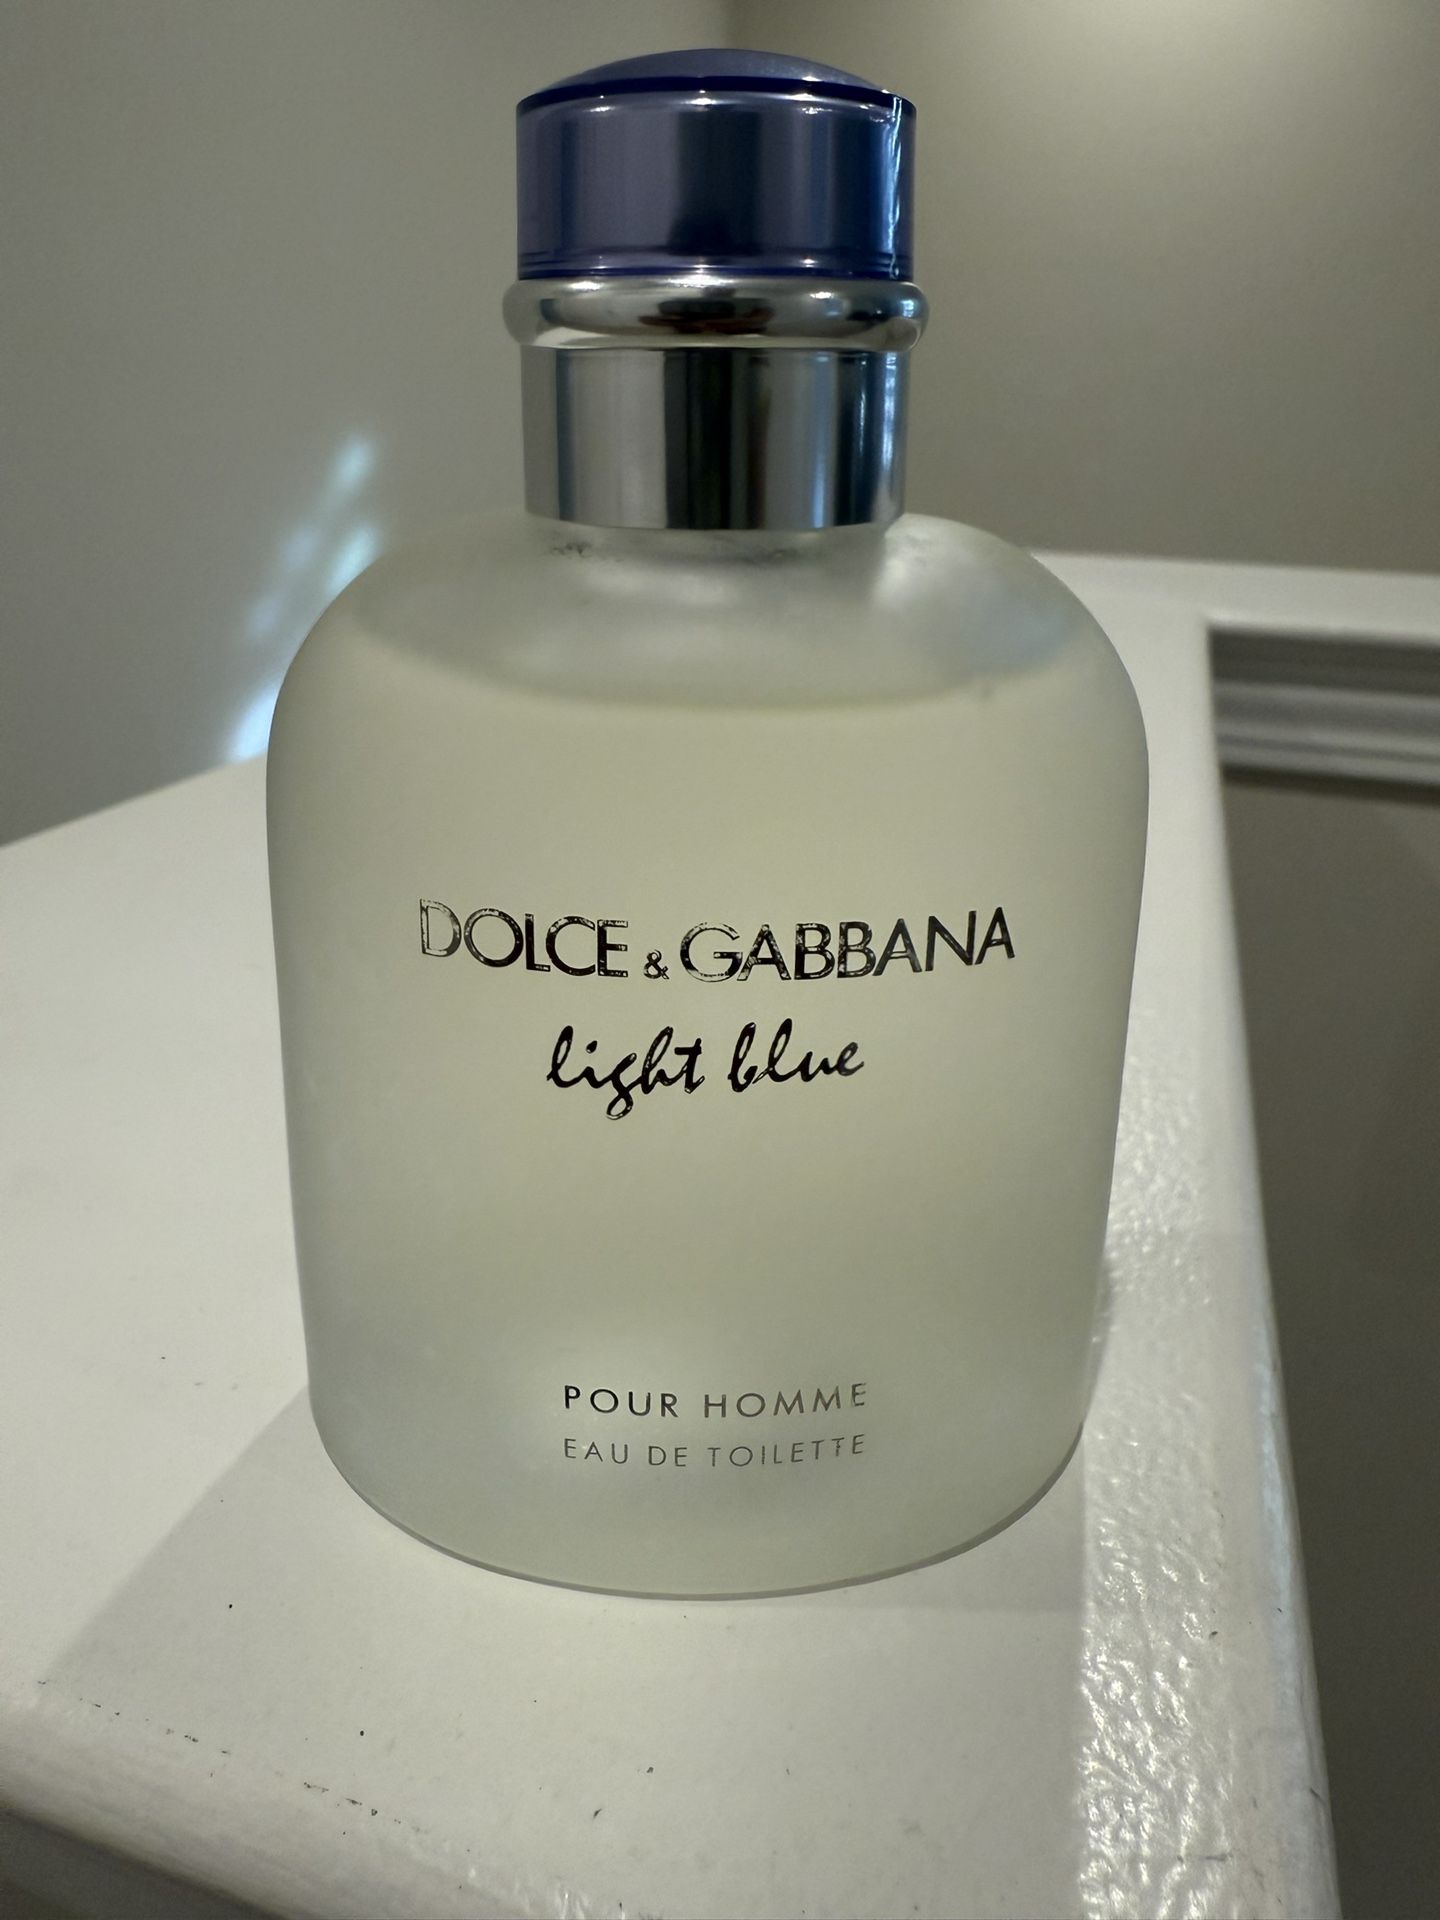 DOLCE & GABBANA
light blue
POUR HOMME
EAU DE TOILETTE